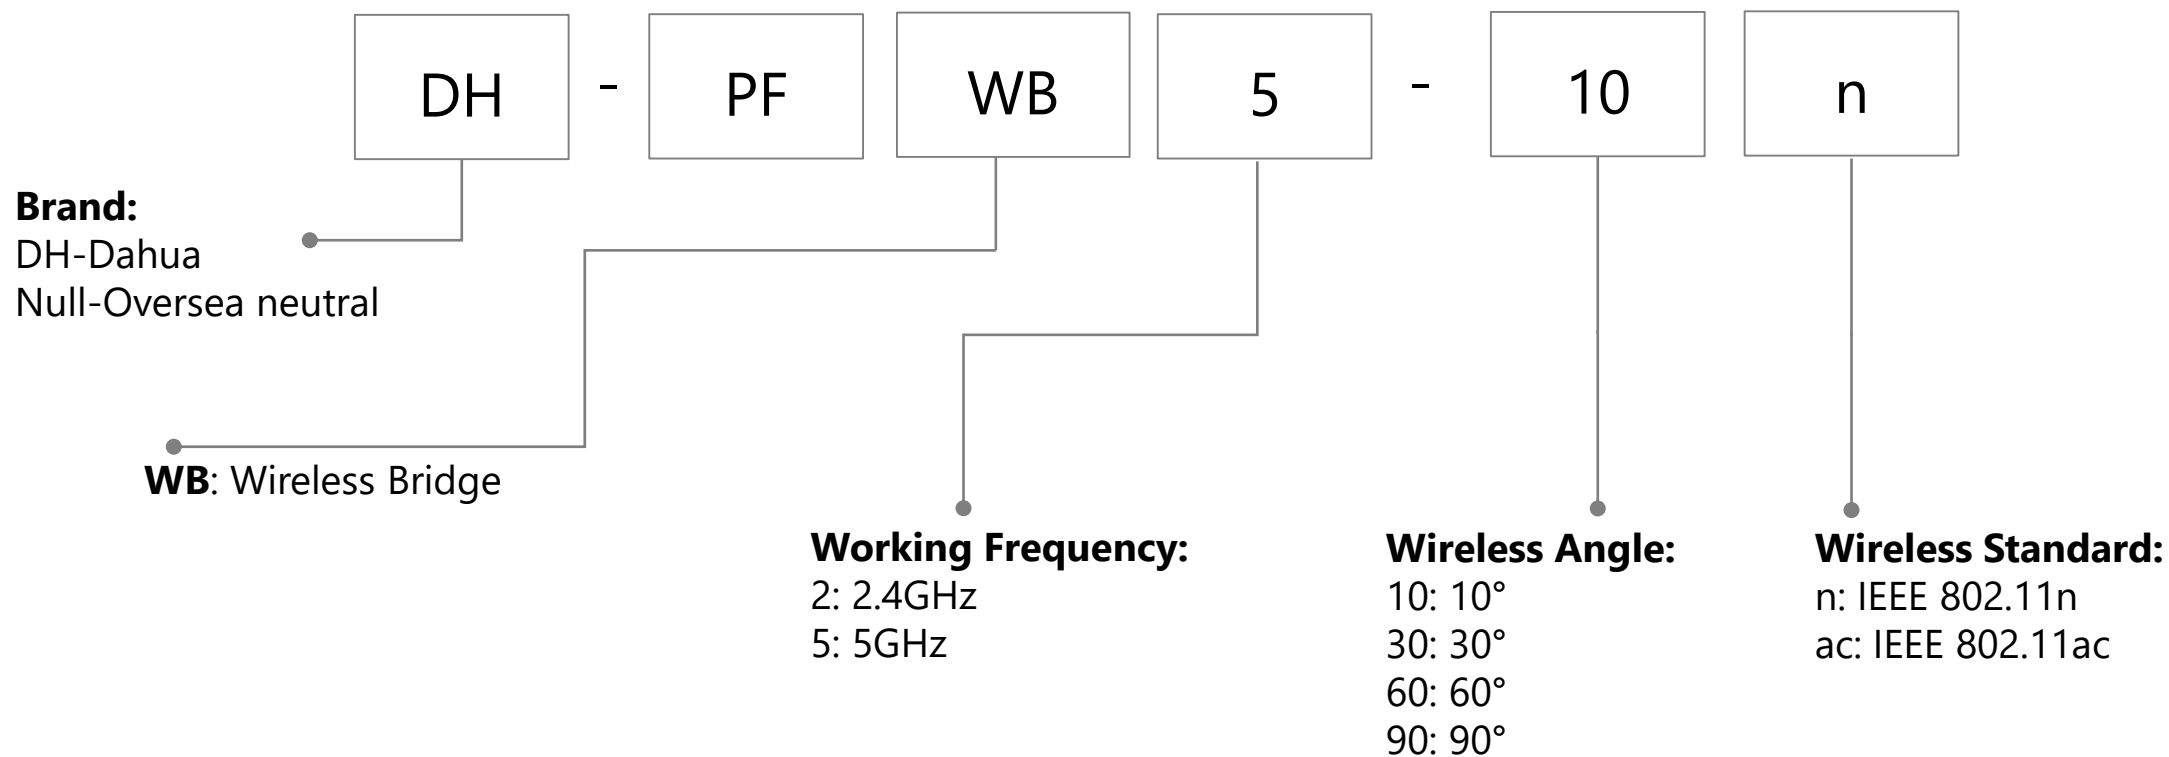 DH - PF WB 5 - 10 n
Brand:
DH-Dahua
Null-Oversea neutral
WB: Wireless Bridge
Working Frequency:
2: 2.4GHz
5: 5GHz
Wireless Angle:
10: 10°
30: 30°
60: 60°
90: 90°
Wireless Standard:
n: IEEE 802.11n
ac: IEEE 802.11ac